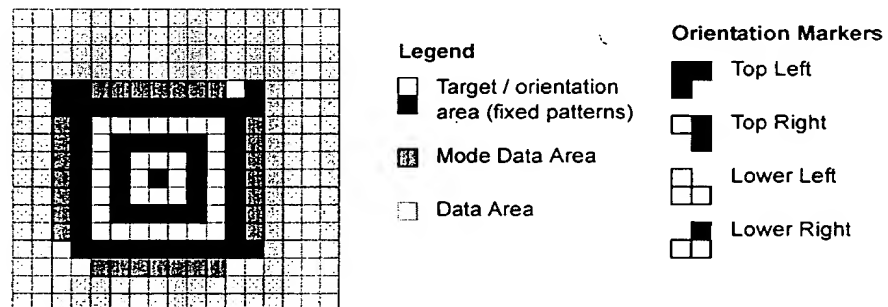 Legend
Target / orientation
area (fixed patterns)
Mode Data Area
Data Area
Orientation Markers
Top Left
Top Right
Lower Left
Lower Right